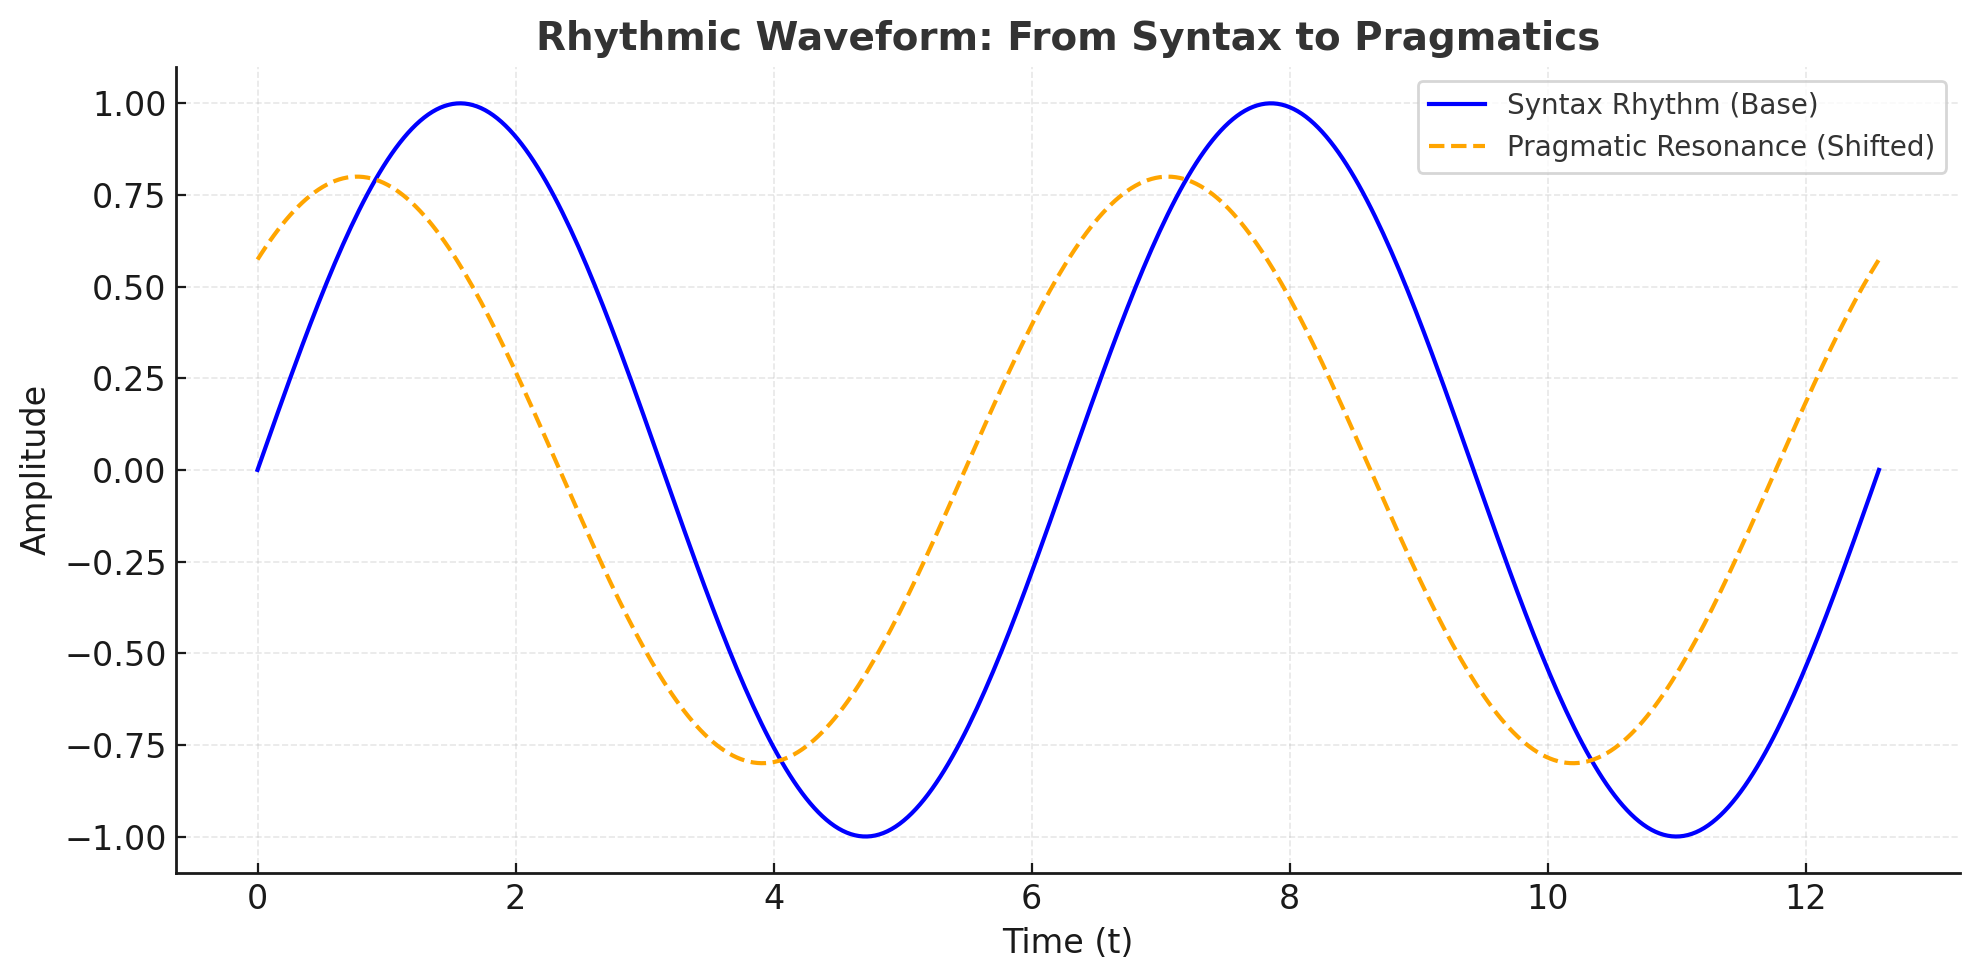 Rhythmic Waveform: From Syntax to Pragmatics
Syntax Rhythm (Base)
Pragmatic Resonance (Shifted)
Amplitude
1.00
0.75
0.50
0.25
0.00
−0.25
−0.50
−0.75
−1.00
0 2 4 6 8 10 12
Time (t)